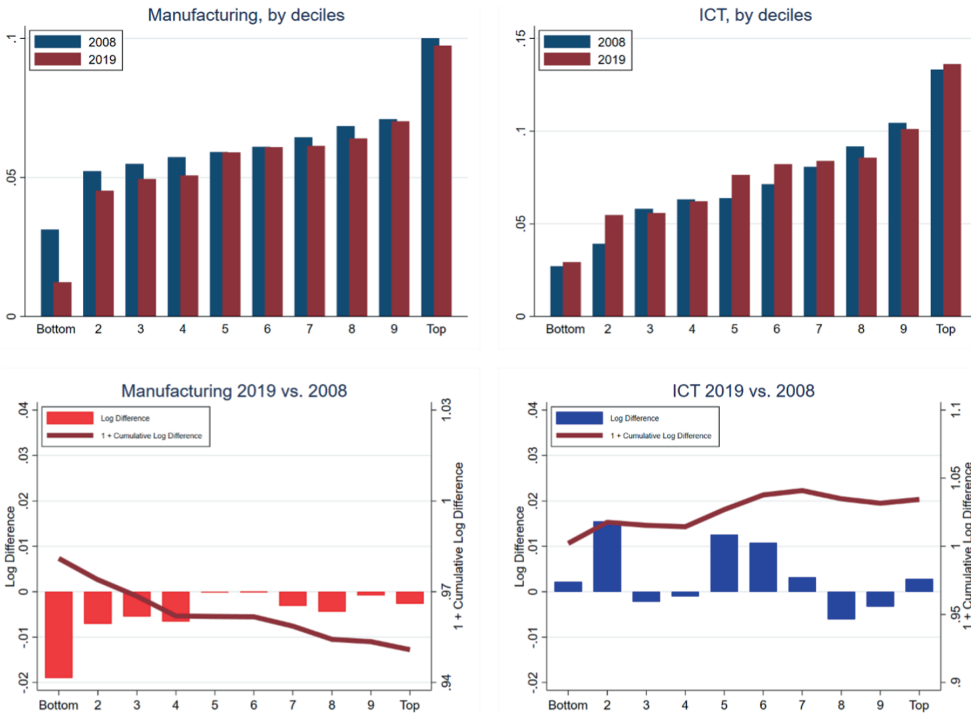 Manufacturing, by deciles
.1
.05
0
2008
2019
Bottom 2 3 4 5 6 7 8 9 Top
ICT, by deciles
.15
.1
.05
0
2008
2019
Bottom 2 3 4 5 6 7 8 9 Top
Manufacturing 2019 vs. 2008
Log Difference
.04
.03
.02
.01
0
-.01
-.02
Log Difference
1 + Cumulative Log Difference
1.03
1
.97
.94
1 + Cumulative Log Difference
Bottom 2 3 4 5 6 7 8 9 Top
ICT 2019 vs. 2008
Log Difference
.04
.03
.02
.01
0
-.01
-.02
Log Difference
1 + Cumulative Log Difference
1.1
1.05
1
.95
.9
1 + Cumulative Log Difference
Bottom 2 3 4 5 6 7 8 9 Top